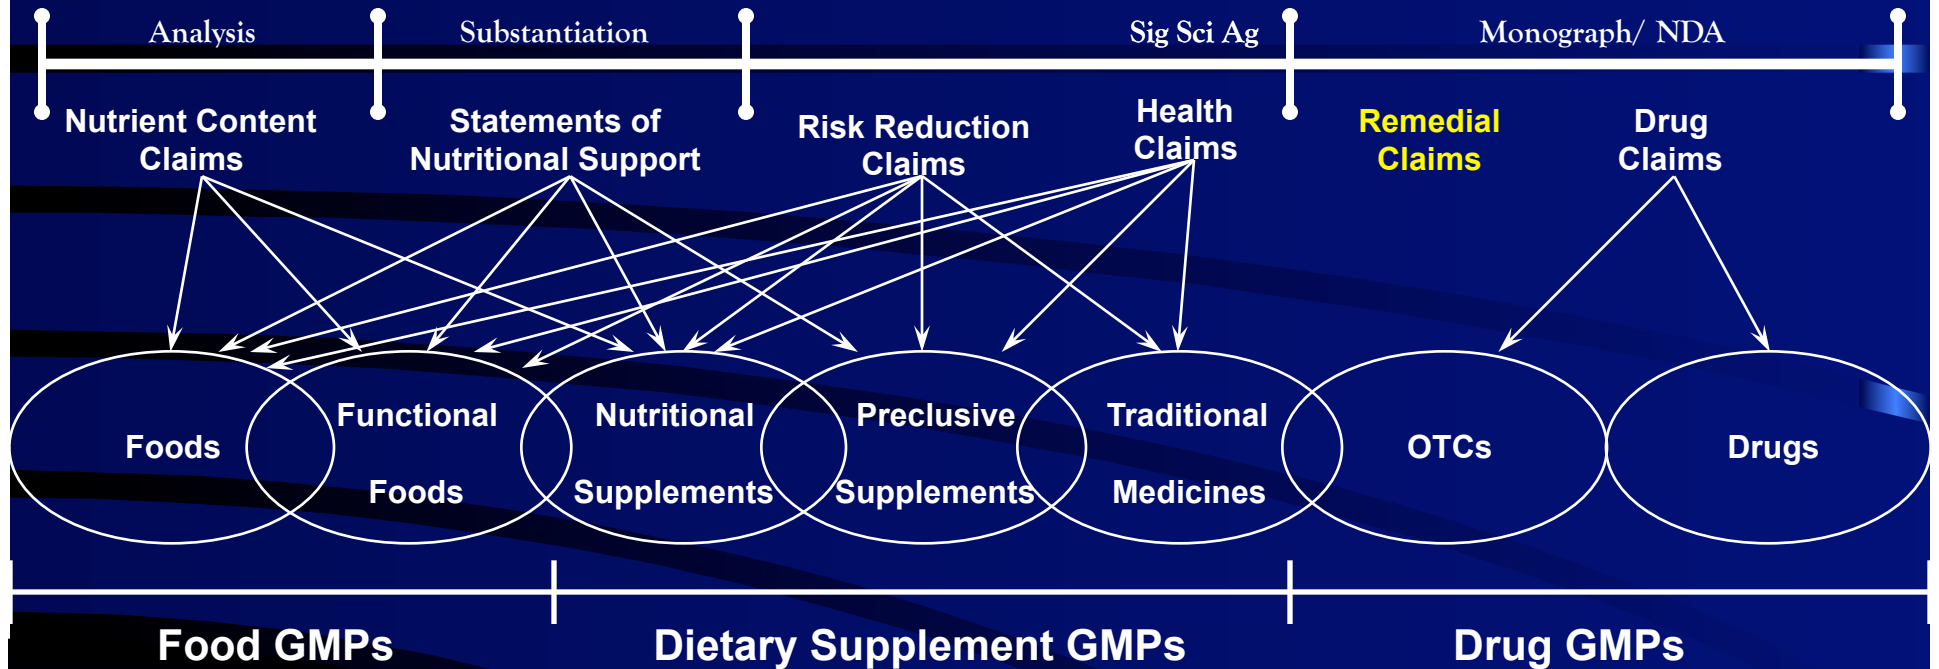 Analysis
Substantiation
Sig Sci Ag
Monograph/ NDA
Nutrient Content
Claims
Statements of
Nutritional Support
Risk Reduction
Claims
Health
Claims
Remedial
Claims
Drug
Claims
Foods
Functional
Foods
Nutritional
Supplements
Preclusive
Supplements
Traditional
Medicines
OTCs
Drugs
Food GMPs
Dietary Supplement GMPs
Drug GMPs